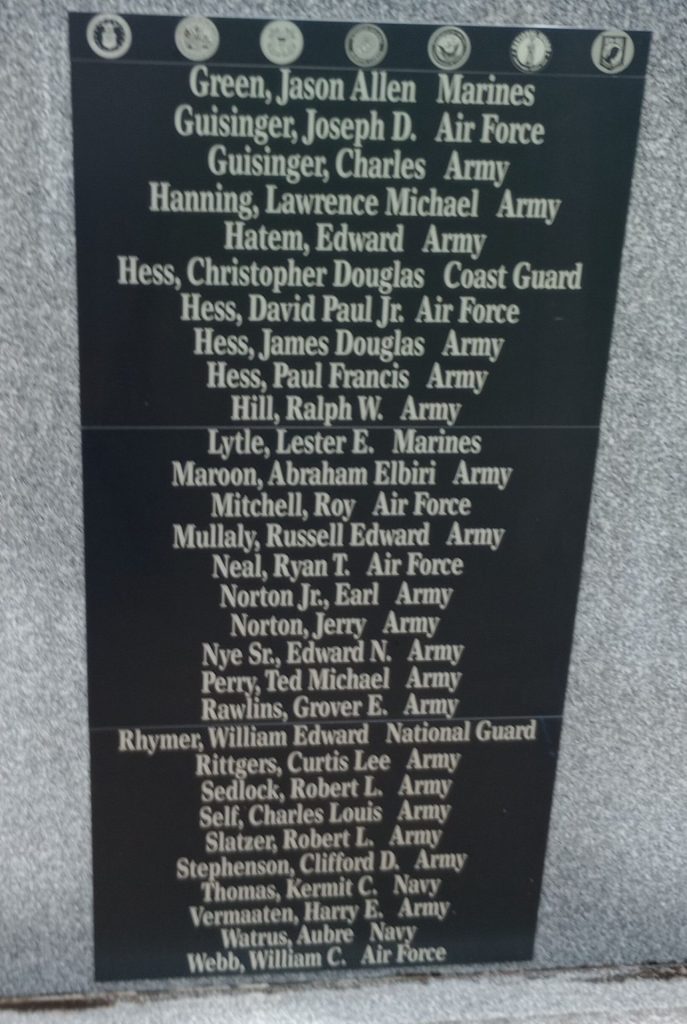 Green, Jason Allen Marines
Guisinger, Joseph D. Air Force
Guisinger, Charles Army
Hanning, Lawrence Michael Army
Hatem, Edward Army
Hess, Christopher Douglas Coast Guard
Hess, David Paul Jr. Air Force
Hess, James Douglas Army
Hess, Paul Francis Army
Hill, Ralph W. Army
Lytle, Lester E. Marines
Maroon, Abraham Elbiri Army
Mitchell, Roy Air Force
Mullaly, Russell Edward Army
Neal, Ryan T. Air Force
Norton Jr., Earl Army
Norton, Jerry Army
Nye Sr., Edward N. Army
Perry, Ted Michael Army
Rawlins, Grover E. Army
Rhymer, William Edward National Guard
Rittgers, Curtis Lee Army
Sedlock, Robert L. Army
Self, Charles Louis Army
Slatzer, Robert L. Army
Stephenson, Clifford D. Army
Thomas, Kermit C. Navy
Vermaaten, Harry E. Army
Watrus, Aubre Navy
Webb, William C. Air Force